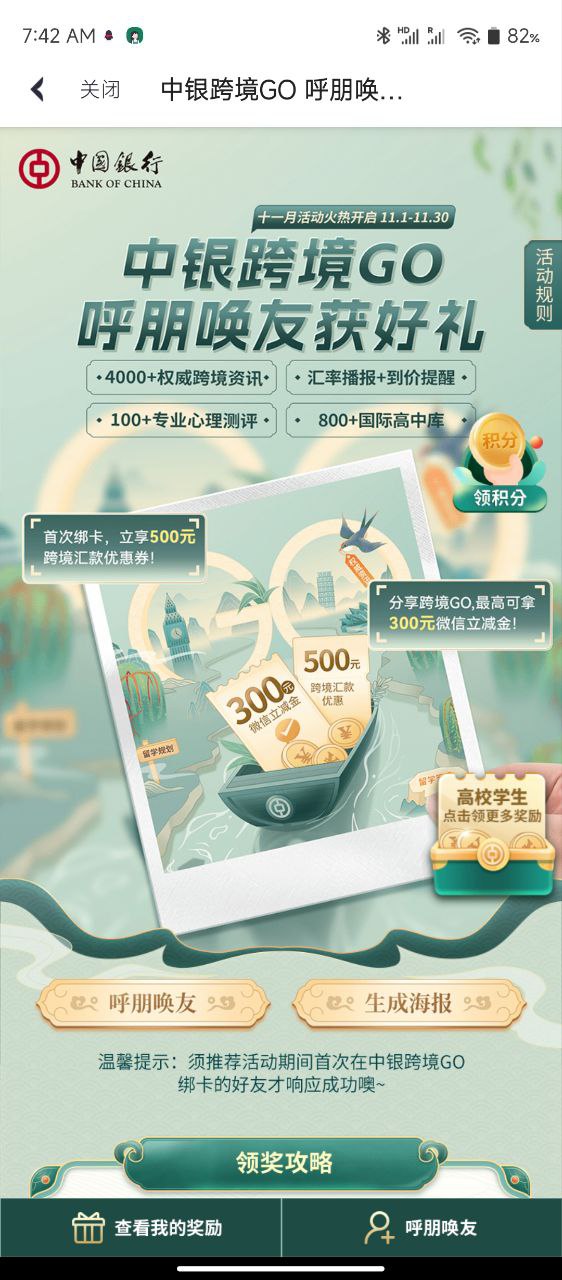 7:42 AM
HD
R
82%
关闭
中银跨境GO 呼朋唤...
中国銀行
BANK OF CHINA
十一月活动火热开启 11.1-11.30
中银跨境GO
呼朋唤友获好礼
活动规则
4000+权威跨境资讯
汇率播报+到价提醒
100+专业心理测评
800+国际高中库
积分
领积分
首次绑卡，立享500元
跨境汇款优惠券！
分享跨境GO,最高可拿
300元微信立减金！
300元
微信立减金
500元
跨境汇款
优惠
留学规划
高校学生
点击领更多奖励
呼朋唤友
生成海报
温馨提示：须推荐活动期间首次在中银跨境GO
绑卡的好友才响应成功噢~
领奖攻略
查看我的奖励
呼朋唤友